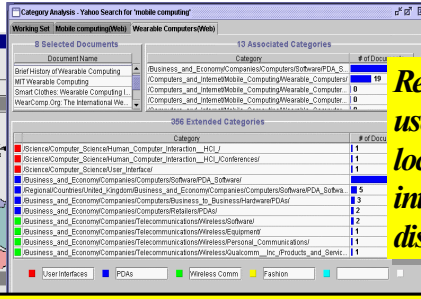 Category Analysis - Yahoo Search for 'mobile computing'
Working Set Mobile computing(Web) Wearable Computers(Web)
8 Selected Documents
Document Name
Brief History of Wearable Computing
MIT Wearable Computing
Smart Clothes: Wearable Computing I...
WearComp.Org: The International We...
13 Associated Categories
Category # of Docum
/Business_and_Economy/Companies/Computers/Software/PDA_S...
/Computers_and_Internet/Mobile_Computing/Wearable_Computers/ 19
/Computers_and_Internet/Mobile_Computing/Wearable_Computer... 0
/Computers_and_Internet/Mobile_Computing/Wearable_Computer... 0
366 Extended Categories
Category # of Docu
/Science/Computer_Science/Human_Computer_Interaction__HCI_/ 1
/Science/Computer_Science/Human_Computer_Interaction__HCI_/Conferences/ 1
/Science/Computer_Science/User_Interface/ 1
/Business_and_Economy/Companies/Computers/Software/PDA_Software/
/Regional/Countries/United_Kingdom/Business_and_Economy/Companies/Computers/Software/PDA_Softwa... 5
/Business_and_Economy/Companies/Computers/Business_to_Business/Hardware/PDAs/ 3
/Business_and_Economy/Companies/Computers/Retailers/PDAs/ 2
/Business_and_Economy/Companies/Telecommunications/Wireless/Software/ 2
/Business_and_Economy/Companies/Telecommunications/Wireless/Equipment/ 1
/Business_and_Economy/Companies/Telecommunications/Wireless/Personal_Communications/ 1
/Business_and_Economy/Companies/Telecommunications/Wireless/Qualcomm__Inc_/Products_and_Servic... 1
User Interfaces PDAs Wireless Comm Fashion
Re
use
loc
int
dis